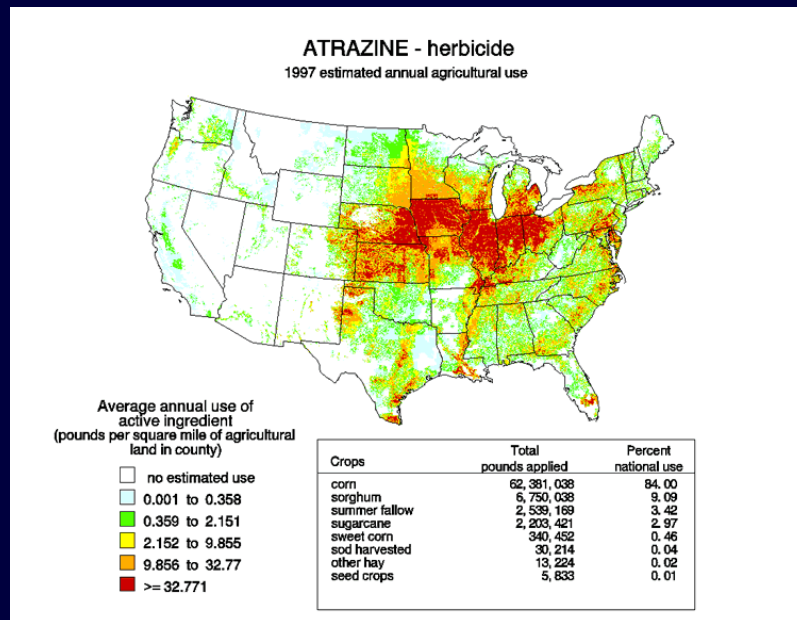 ATRAZINE - herbicide
1997 estimated annual agricultural use
Average annual use of
active ingredient
(pounds per square mile of agricultural
land in county)
no estimated use
0.001 to 0.358
0.359 to 2.151
2.152 to 9.855
9.856 to 32.77
>= 32.771
Crops Total pounds applied Percent national use
corn 62, 381, 038 84. 00
sorghum 6, 750, 038 9. 09
summer fallow 2, 539, 169 3. 42
sugarcane 2, 203, 421 2. 97
sweet corn 340, 452 0. 46
sod harvested 30, 214 0. 04
other hay 13, 224 0. 02
seed crops 5, 833 0. 01